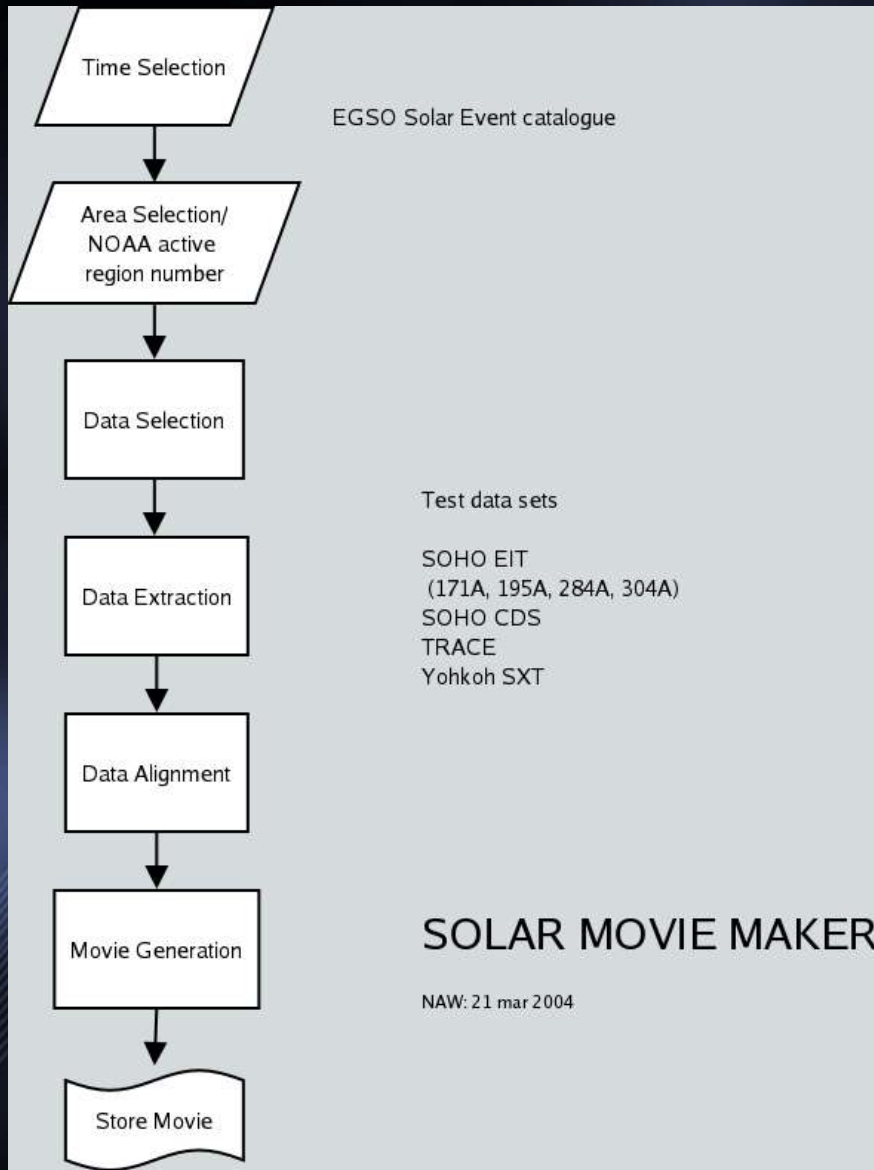 Time Selection
EGSO Solar Event catalogue
Area Selection/
NOAA active
region number
Data Selection
Test data sets
SOHO EIT
(171A, 195A, 284A, 304A)
SOHO CDS
TRACE
Yohkoh SXT
Data Extraction
Data Alignment
Movie Generation
SOLAR MOVIE MAKER
NAW: 21 mar 2004
Store Movie